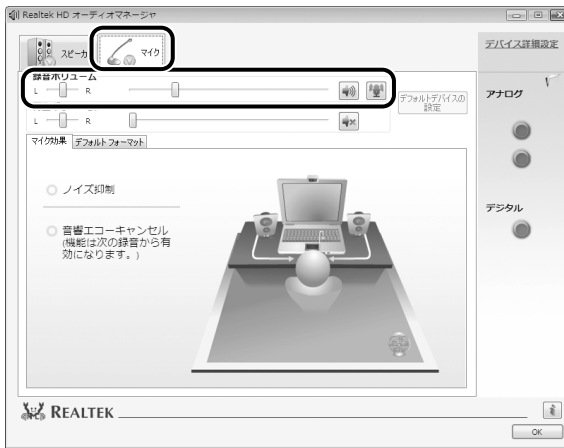 Realtek HD オーディオマネージャ
スピーカ
マイク
デバイス詳細設定
録音ボリューム
L
R
デフォルトデバイスの
設定
L
R
マイク効果
デフォルトフォーマット
ノイズ抑制
音響エコーキャンセル
(機能は次の録音から有
効になります。)
アナログ
デジタル
REALTEK
i
OK